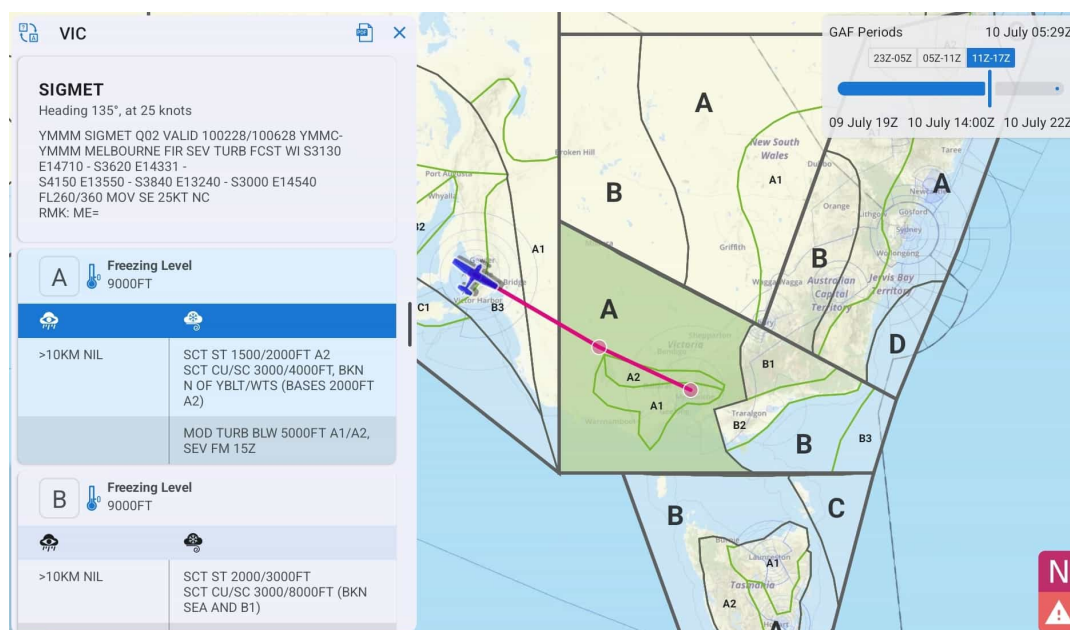 VIC
SIGMET
Heading 135°, at 25 knots
YMMM SIGMET Q02 VALID 100228/100628 YMMC-
YMMM MELBOURNE FIR SEV TURB FCST WI S3130
E14710 - S3620 E14331 -
S4150 E13550 - S3840 E13240 - S3000 E14540
FL260/360 MOV SE 25KT NC
RMK: ME=
A
Freezing Level
9000FT
>10KM NIL
SCT ST 1500/2000FT A2
SCT CU/SC 3000/4000FT, BKN
N OF YBLT/WTS (BASES 2000FT
A2)
MOD TURB BLW 5000FT A1/A2,
SEV FM 15Z
B
Freezing Level
9000FT
>10KM NIL
SCT ST 2000/3000FT
SCT CU/SC 3000/8000FT (BKN
SEA AND B1)
GAF Periods
10 July 05:29Z
23Z-05Z
05Z-11Z
11Z-17Z
09 July 19Z
10 July 14:00Z
10 July 22Z
A
New South
Wales
Taree
Broken Hill
Port Augusta
Whyalla
B
A1
Dubbo
A
Orange
Lithgow
Gosford
Sydney
Wollongong
A1
Griffith
B
Australian
Capital
Territory
Jervis Bay
Territory
Wagga Wagga
Bridge
Victor Harbor
C1
B3
A
Shepparton
Victoria
Bendigo
D
B1
A2
A1
Warrnambool
Traralgon
B2
B
B3
B
C
Burnie
Launceston
A1
Tasmania
A2
Hobart
A
N